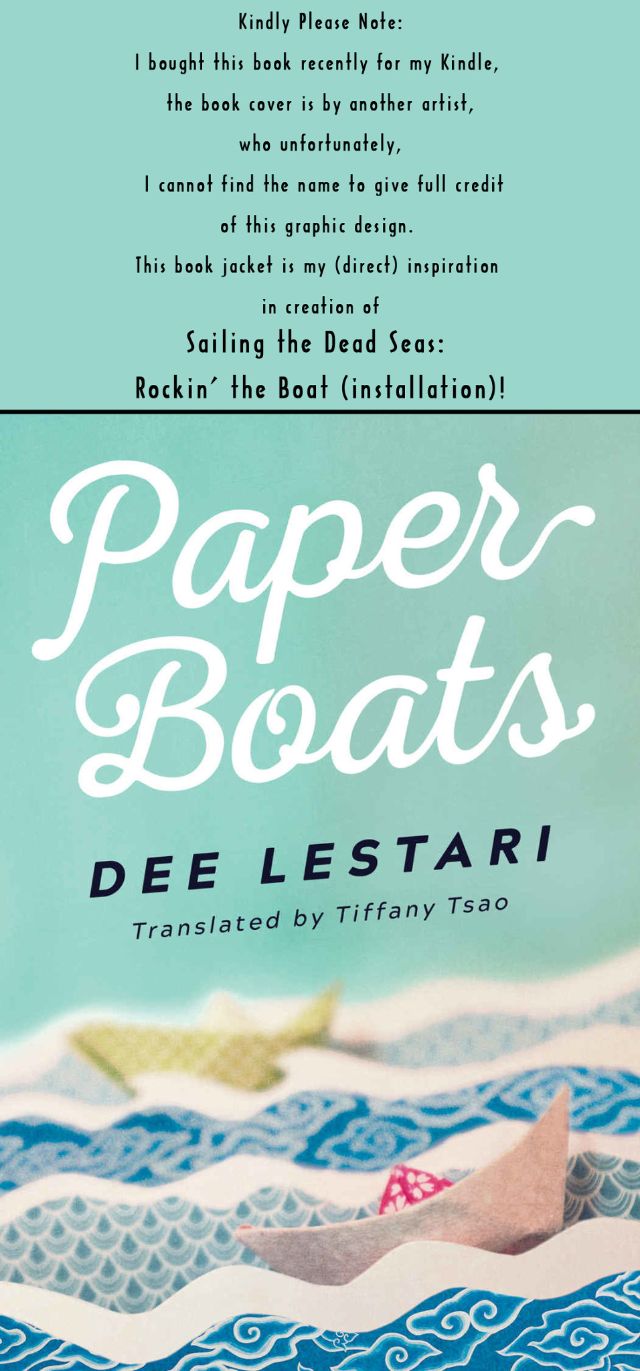 Kindly Please Note:
I bought this book recently for my Kindle,
the book cover is by another artist,
who unfortunately,
I cannot find the name to give full credit
of this graphic design.
This book jacket is my (direct) inspiration
in creation of
Sailing the Dead Seas:
Rockin' the Boat (installation)!
Paper
Boats
DEE LESTARI
Translated by Tiffany Tsao